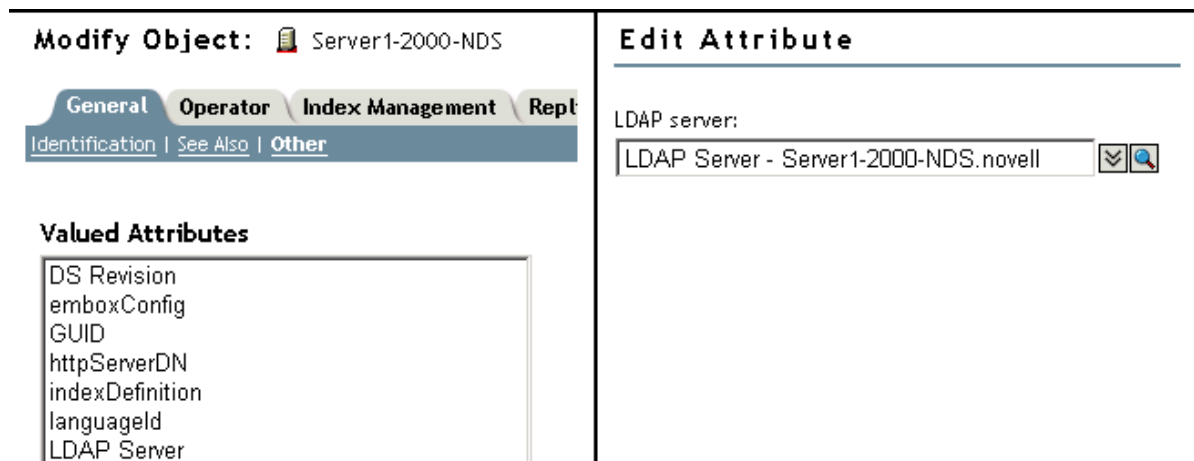 Modify Object: Server1-2000-NDS
General Operator Index Management
Identification | See Also | Other
Valued Attributes
DS Revision
emboxConfig
GUID
httpServerDN
indexDefinition
languageId
LDAP Server
Edit Attribute
LDAP server:
LDAP Server - Server1-2000-NDS.novell